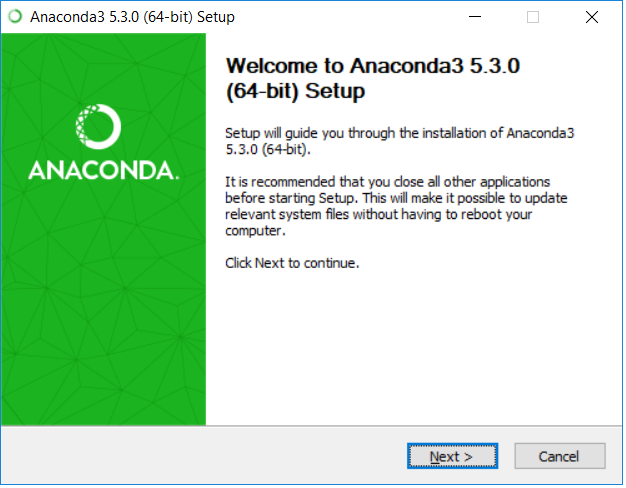 Anaconda3 5.3.0 (64-bit) Setup
Welcome to Anaconda3 5.3.0
(64-bit) Setup
ANACONDA.
Setup will guide you through the installation of Anaconda3
5.3.0 (64-bit).
It is recommended that you close all other applications
before starting Setup. This will make it possible to update
relevant system files without having to reboot your
computer.
Click Next to continue.
Next >
Cancel